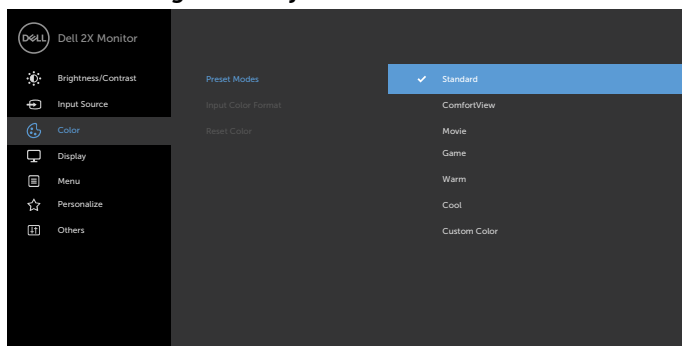 DELL Dell 2X Monitor
Brightness/Contrast
Input Source
Color
Display
Menu
Personalize
Others
Preset Modes
Input Color Format
Reset Color
Standard
ComfortView
Movie
Game
Warm
Cool
Custom Color